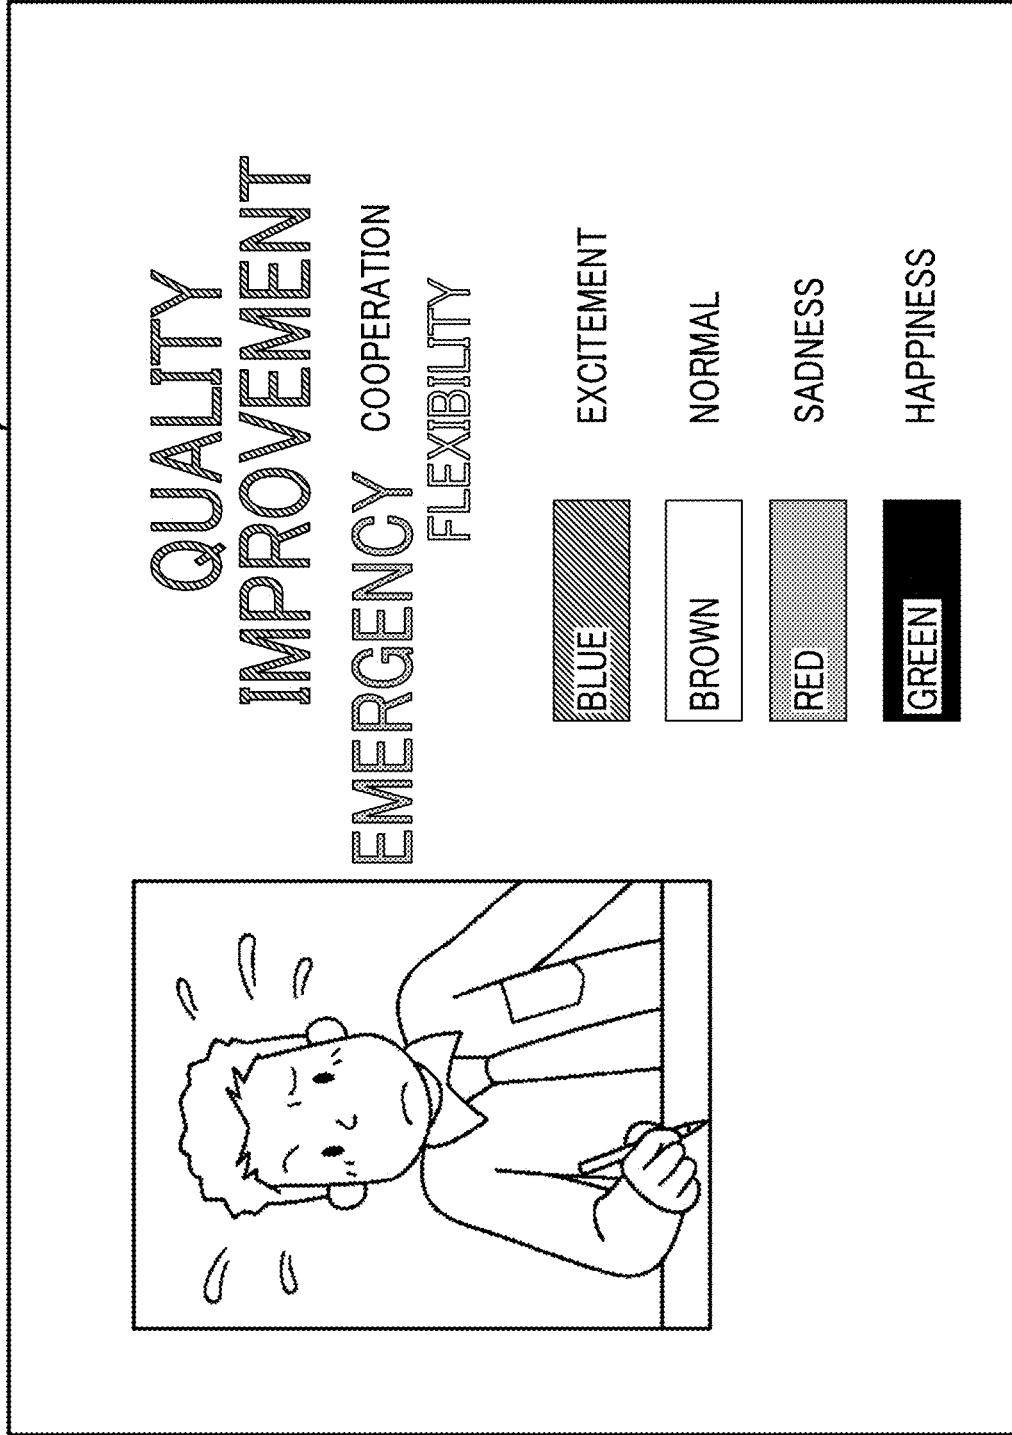 QUALITY
IMPROVEMENT
EMERGENCY COOPERATION
FLEXIBILITY
BLUE EXCITEMENT
BROWN NORMAL
RED SADNESS
GREEN HAPPINESS